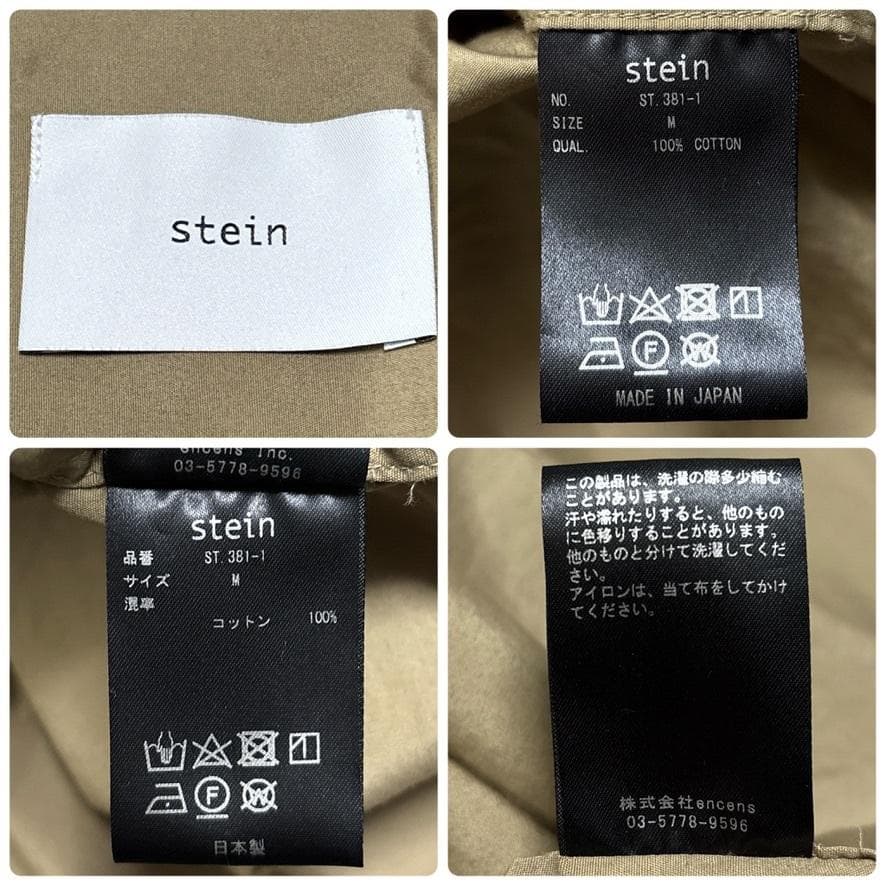 stein
stein
NO. ST.381-1
SIZE M
QUAL. 100% COTTON
F W
MADE IN JAPAN
encens Inc.
03-5778-9596
stein
品番 ST.381-1
サイズ M
混率
コットン 100%
F W
日本製
この製品は、洗濯の際多少縮む
ことがあります。
汗や濡れたりすると、他のもの
に色移りすることがあります。
他のものと分けて洗濯してくだ
さい。
アイロンは、当て布をしてかけ
てください。
株式会社encens
03-5778-9596